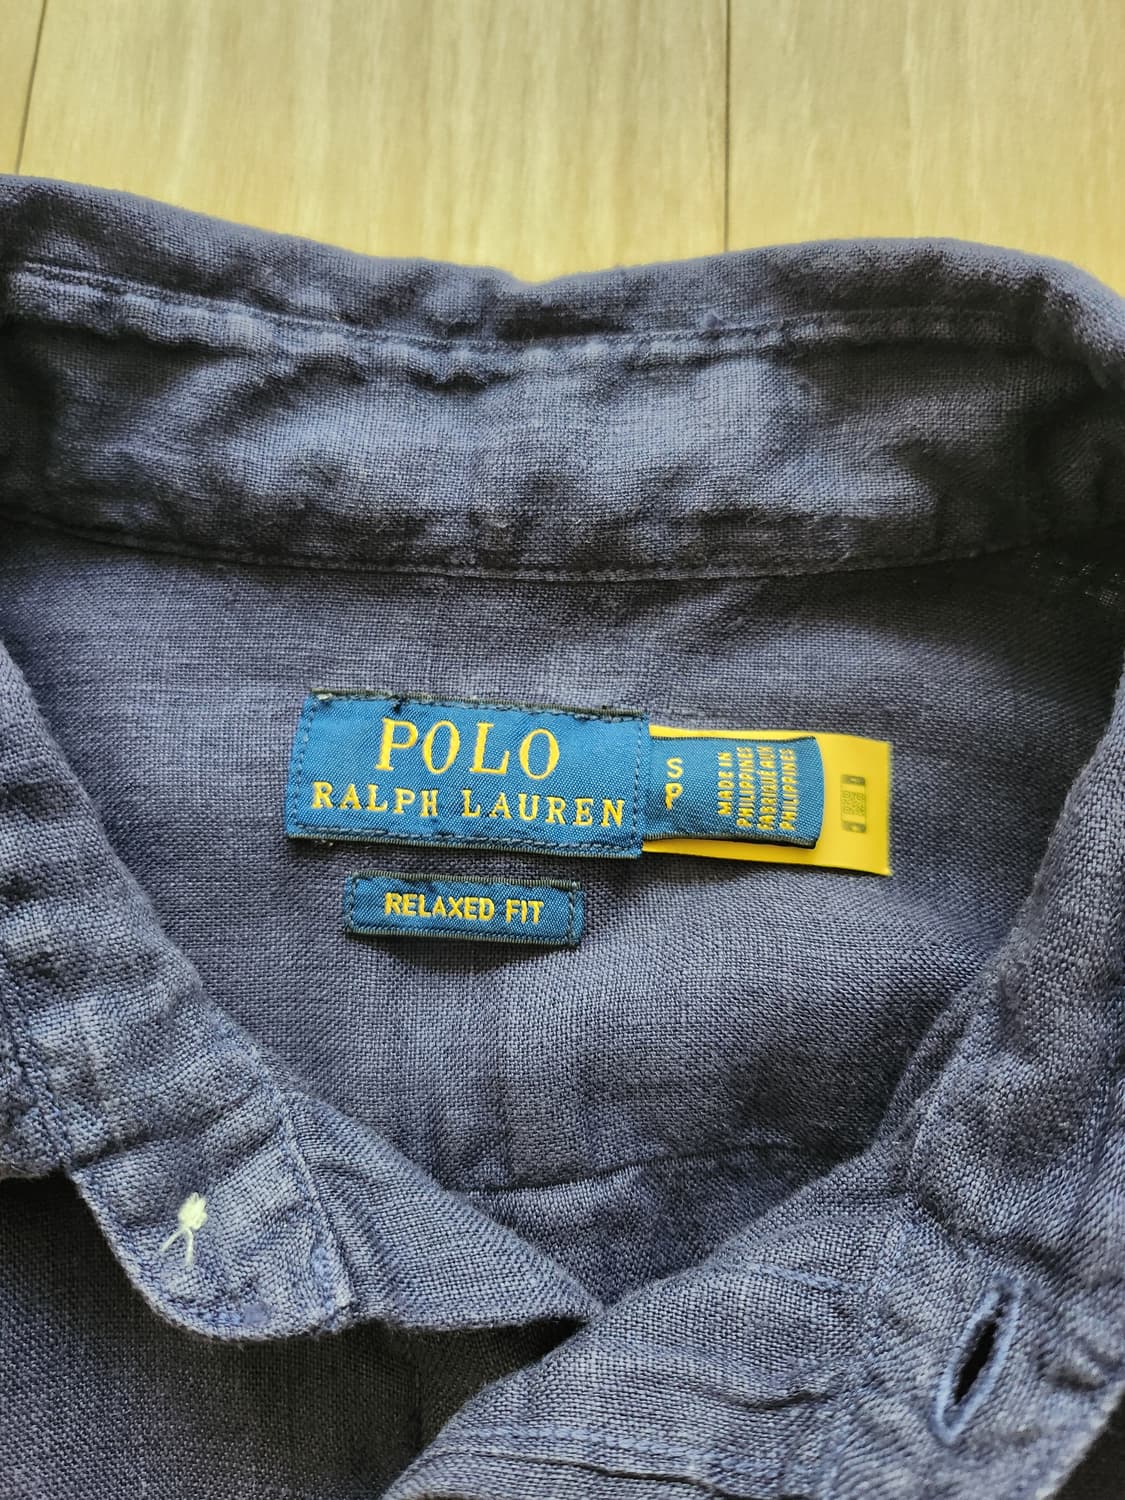 POLO
RALPH LAUREN
S
P
MADE IN
PHILIPPINES
FABRIQUÉ AUX
PHILIPPINES
RELAXED FIT